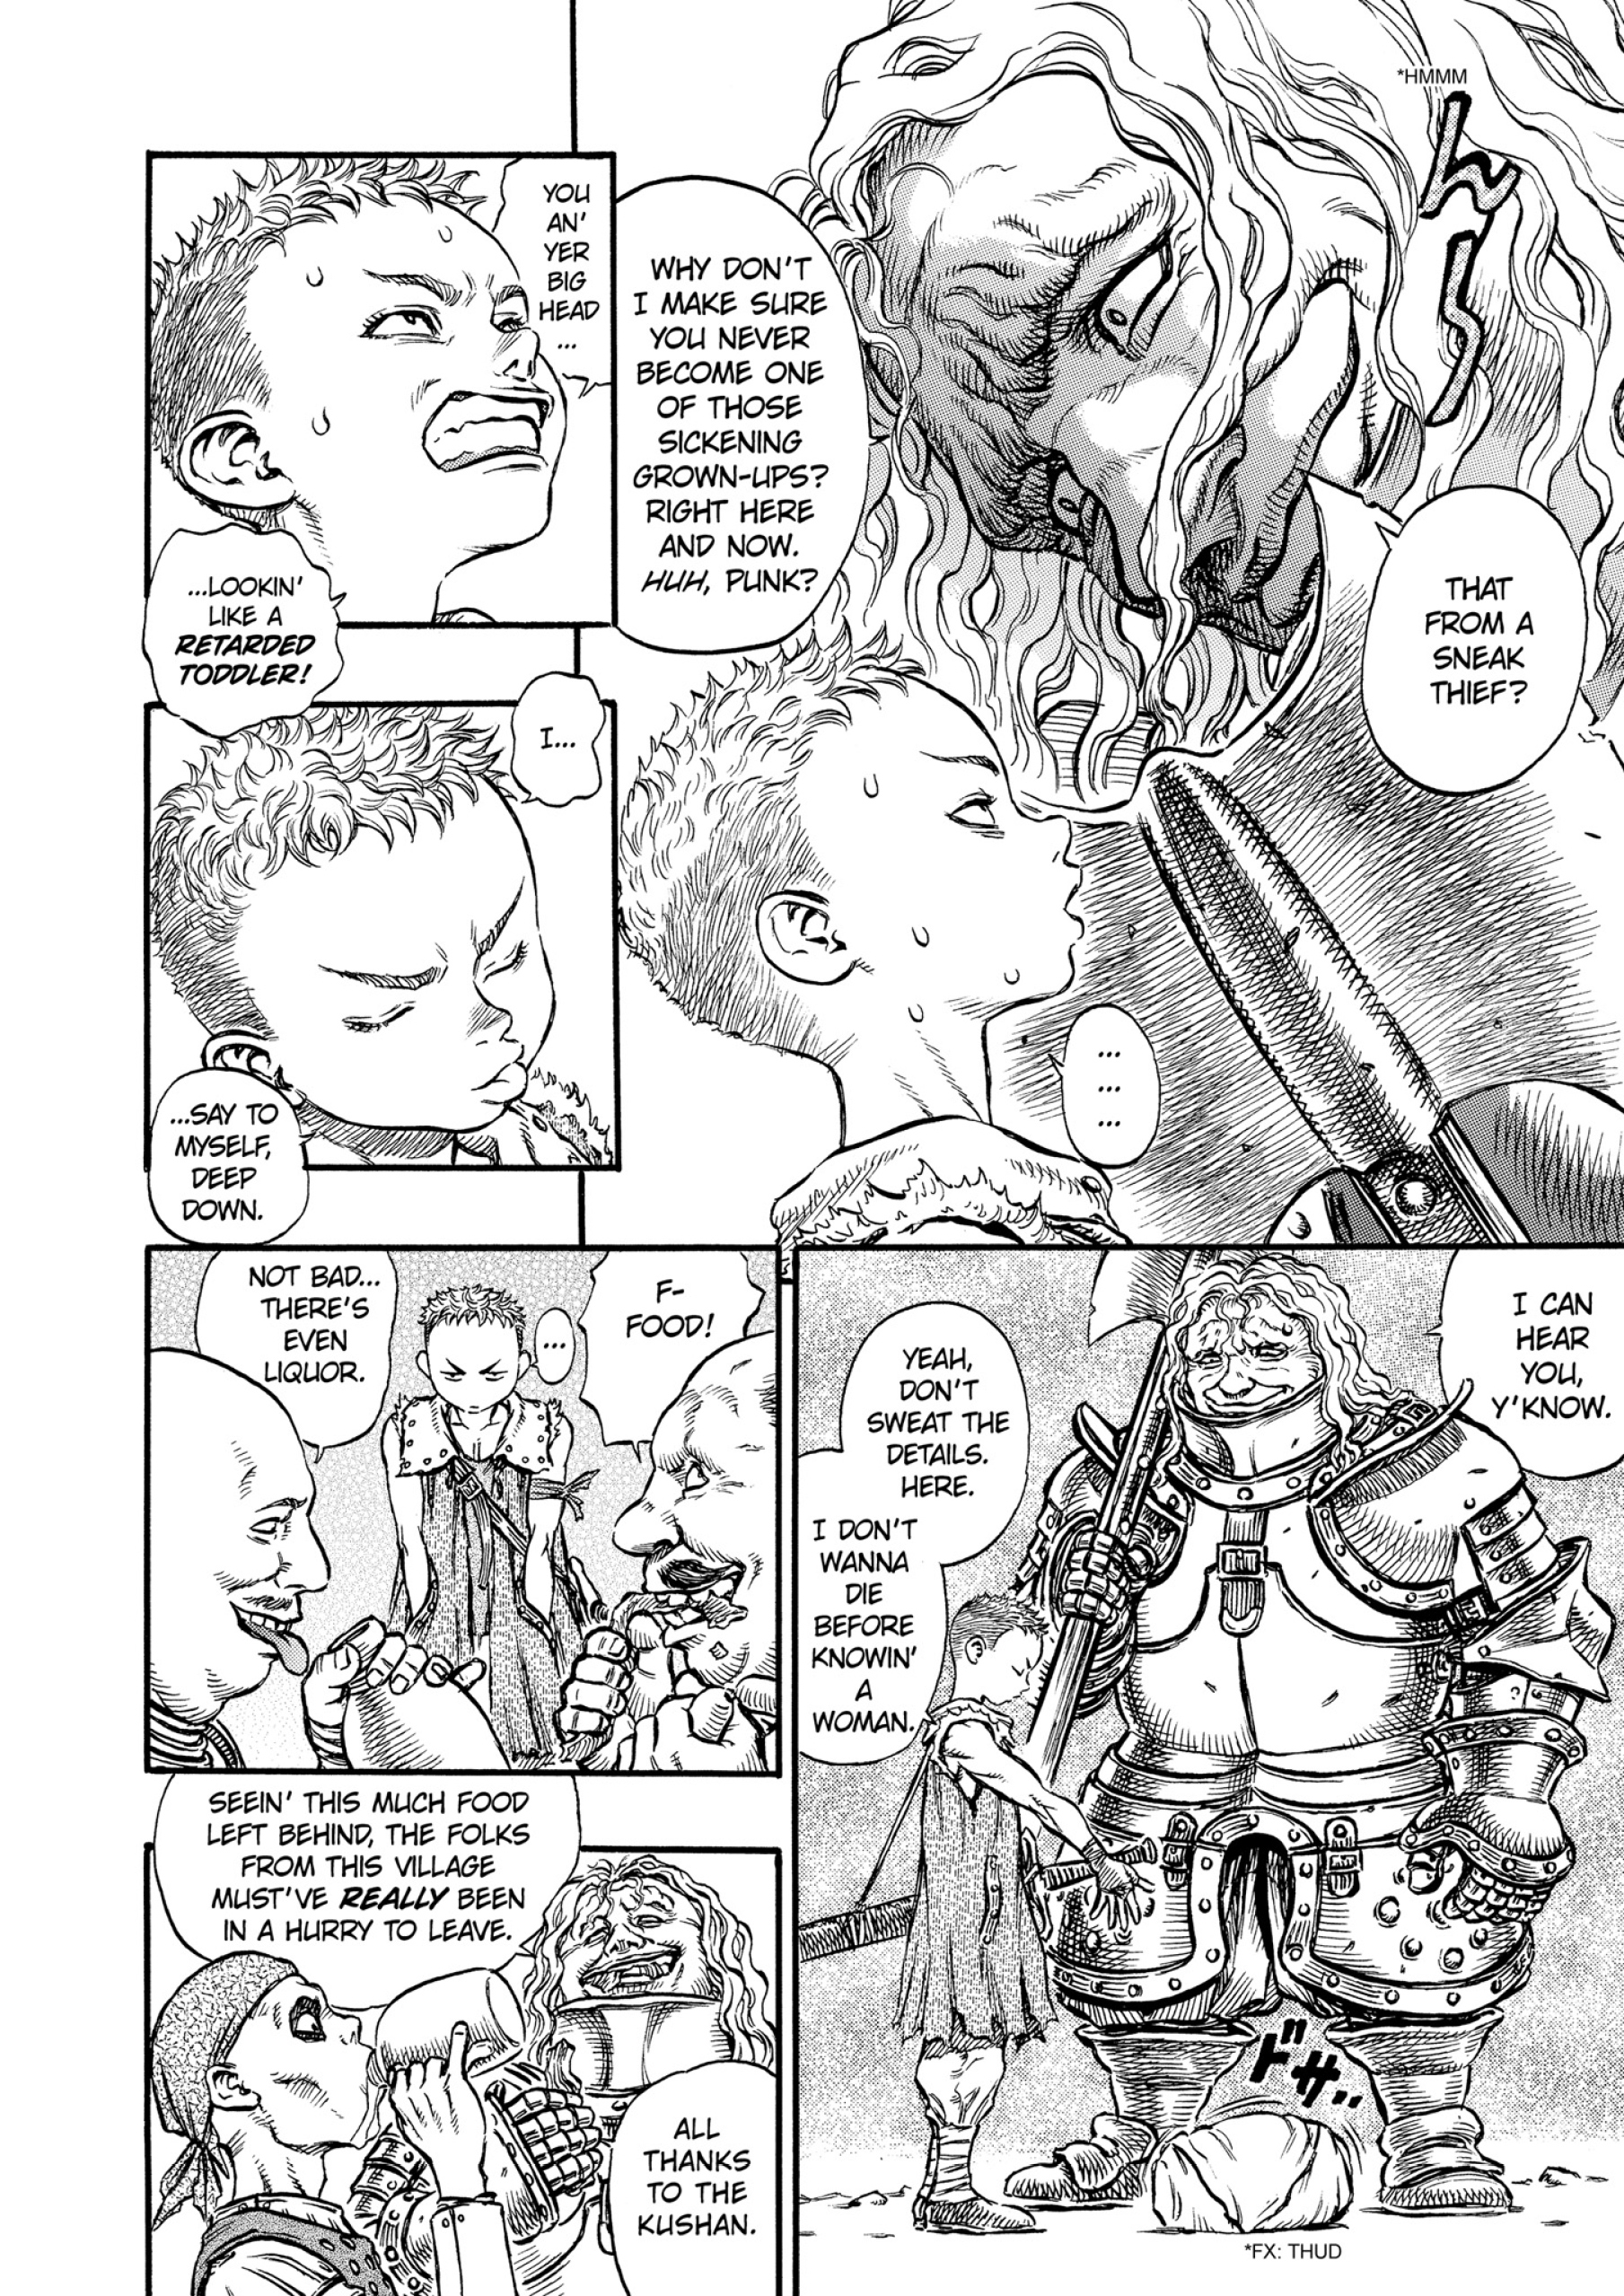 *HMMM
んー
THAT
FROM A
SNEAK
THIEF?
WHY DON'T
I MAKE SURE
YOU NEVER
BECOME ONE
OF THOSE
SICKENING
GROWN-UPS?
RIGHT HERE
AND NOW.
HUH, PUNK?
...
...
...
YOU
AN'
YER
BIG
HEAD
...
...LOOKIN'
LIKE A
RETARDED
TODDLER!
I...
...SAY TO
MYSELF,
DEEP
DOWN.
I CAN
HEAR
YOU,
Y'KNOW.
YEAH,
DON'T
SWEAT THE
DETAILS.
HERE.
I DON'T
WANNA
DIE
BEFORE
KNOWIN'
A
WOMAN.
ドサ..
*FX: THUD
F-
FOOD!
...
NOT BAD...
THERE'S
EVEN
LIQUOR.
SEEIN' THIS MUCH FOOD
LEFT BEHIND, THE FOLKS
FROM THIS VILLAGE
MUST'VE REALLY BEEN
IN A HURRY TO LEAVE.
ALL
THANKS
TO THE
KUSHAN.